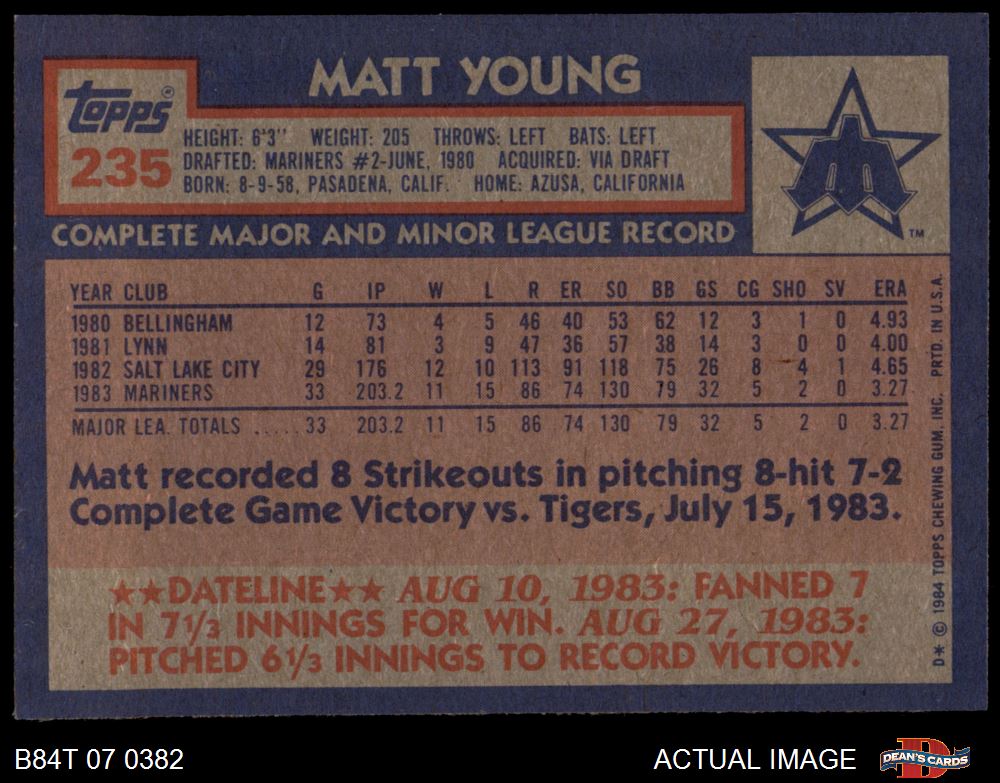 MATT YOUNG
Topps®
235
HEIGHT: 6'3" WEIGHT: 205 THROWS: LEFT BATS: LEFT
DRAFTED: MARINERS #2-JUNE, 1980 ACQUIRED: VIA DRAFT
BORN: 8-9-58, PASADENA, CALIF. HOME: AZUSA, CALIFORNIA
TM
COMPLETE MAJOR AND MINOR LEAGUE RECORD
YEAR CLUB G IP W L R ER SO BB GS CG SHO SV ERA
1980 BELLINGHAM 12 73 4 5 46 40 53 62 12 3 1 0 4.93
1981 LYNN 14 81 3 9 47 36 57 38 14 3 0 0 4.00
1982 SALT LAKE CITY 29 176 12 10 113 91 118 75 26 8 4 1 4.65
1983 MARINERS 33 203.2 11 15 86 74 130 79 32 5 2 0 3.27
MAJOR LEA. TOTALS ..... 33 203.2 11 15 86 74 130 79 32 5 2 0 3.27
Matt recorded 8 Strikeouts in pitching 8-hit 7-2
Complete Game Victory vs. Tigers, July 15, 1983.
★★DATELINE★★ AUG 10, 1983: FANNED 7
IN 7⅓ INNINGS FOR WIN. AUG 27, 1983:
PITCHED 6⅓ INNINGS TO RECORD VICTORY.
D* © 1984 TOPPS CHEWING GUM, INC. PRTD. IN U.S.A.
B84T 07 0382
ACTUAL IMAGE
DEAN'S CARDS